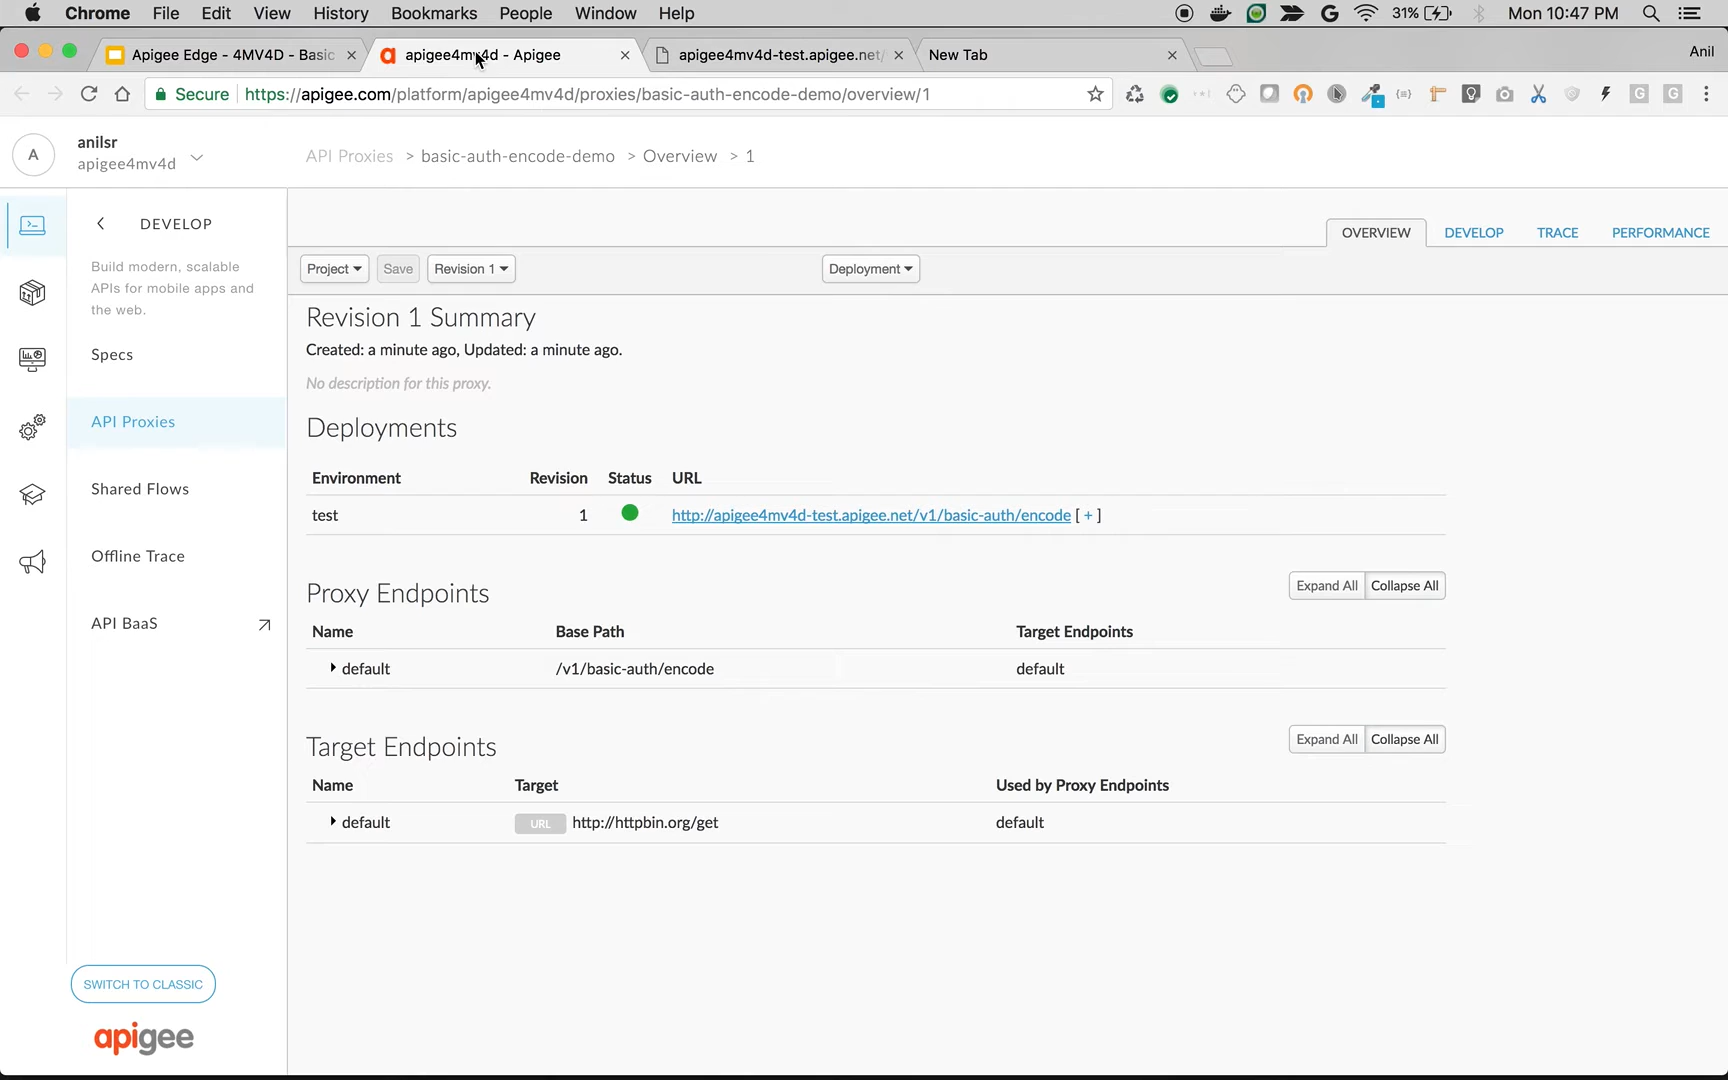 Chrome File Edit View History Bookmarks People Window Help 31% Mon 10:47 PM
Apigee Edge - 4MV4D - Basic
apigee4mv4d - Apigee
apigee4mv4d-test.apigee.net/
New Tab
Anil
Secure https://apigee.com/platform/apigee4mv4d/proxies/basic-auth-encode-demo/overview/1
A
anilsr
apigee4mv4d
API Proxies > basic-auth-encode-demo > Overview > 1
DEVELOP
Build modern, scalable
APIs for mobile apps and
the web.
Specs
API Proxies
Shared Flows
Offline Trace
API BaaS
SWITCH TO CLASSIC
apigee
OVERVIEW DEVELOP TRACE PERFORMANCE
Project Save Revision 1 Deployment
Revision 1 Summary
Created: a minute ago, Updated: a minute ago.
No description for this proxy.
Deployments
Environment Revision Status URL
test 1 http://apigee4mv4d-test.apigee.net/v1/basic-auth/encode [ + ]
Proxy Endpoints Expand All Collapse All
Name Base Path Target Endpoints
default /v1/basic-auth/encode default
Target Endpoints Expand All Collapse All
Name Target Used by Proxy Endpoints
default URL http://httpbin.org/get default